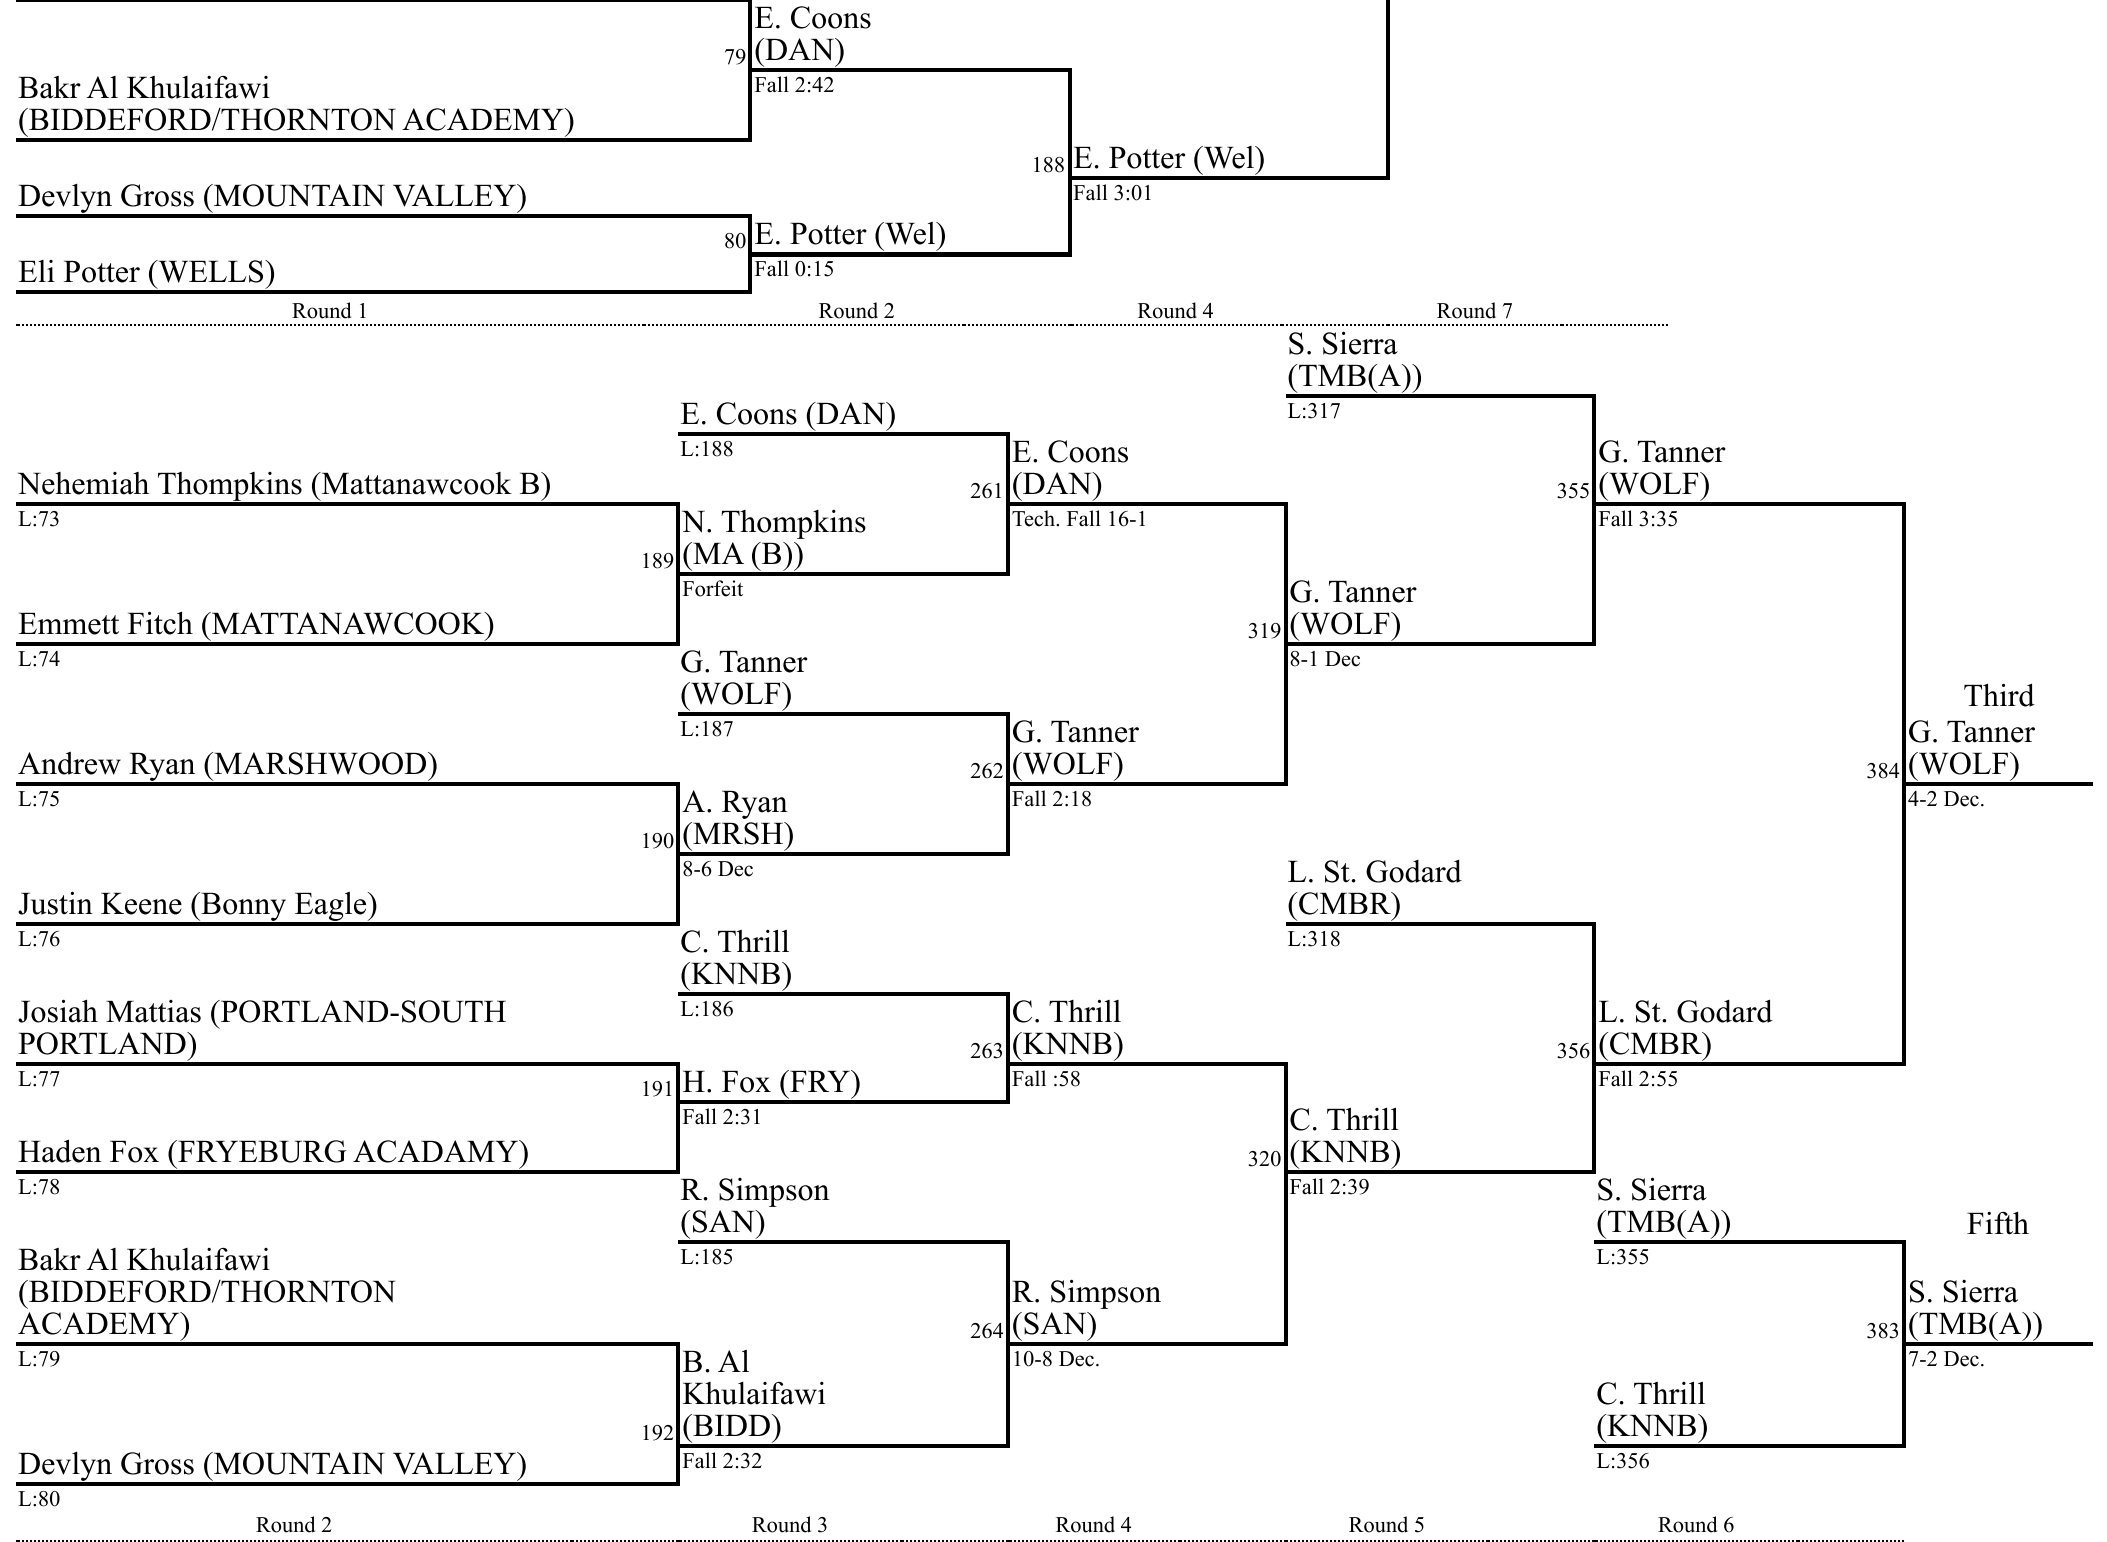 E. Coons
(DAN)
79
Fall 2:42
Bakr Al Khulaifawi
(BIDDEFORD/THORNTON ACADEMY)
188
E. Potter (Wel)
Fall 3:01
Devlyn Gross (MOUNTAIN VALLEY)
80
E. Potter (Wel)
Fall 0:15
Eli Potter (WELLS)
Round 1
Round 2
Round 4
Round 7
S. Sierra
(TMB(A))
L:317
E. Coons (DAN)
L:188
E. Coons
(DAN)
261
Tech. Fall 16-1
G. Tanner
(WOLF)
355
Fall 3:35
Nehemiah Thompkins (Mattanawcook B)
L:73
N. Thompkins
(MA (B))
189
Forfeit
Emmett Fitch (MATTANAWCOOK)
L:74
G. Tanner
(WOLF)
319
8-1 Dec
G. Tanner
(WOLF)
L:187
G. Tanner
(WOLF)
262
Fall 2:18
Third
G. Tanner
(WOLF)
384
4-2 Dec.
Andrew Ryan (MARSHWOOD)
L:75
A. Ryan
(MRSH)
190
8-6 Dec
Justin Keene (Bonny Eagle)
L:76
L. St. Godard
(CMBR)
L:318
C. Thrill
(KNNB)
L:186
C. Thrill
(KNNB)
263
Fall :58
L. St. Godard
(CMBR)
356
Fall 2:55
Josiah Mattias (PORTLAND-SOUTH
PORTLAND)
L:77
191
H. Fox (FRY)
Fall 2:31
Haden Fox (FRYEBURG ACADAMY)
L:78
C. Thrill
(KNNB)
320
Fall 2:39
R. Simpson
(SAN)
L:185
S. Sierra
(TMB(A))
L:355
Fifth
Bakr Al Khulaifawi
(BIDDEFORD/THORNTON
ACADEMY)
L:79
R. Simpson
(SAN)
264
10-8 Dec.
S. Sierra
(TMB(A))
383
7-2 Dec.
B. Al
Khulaifawi
(BIDD)
192
Fall 2:32
C. Thrill
(KNNB)
L:356
Devlyn Gross (MOUNTAIN VALLEY)
L:80
Round 2
Round 3
Round 4
Round 5
Round 6